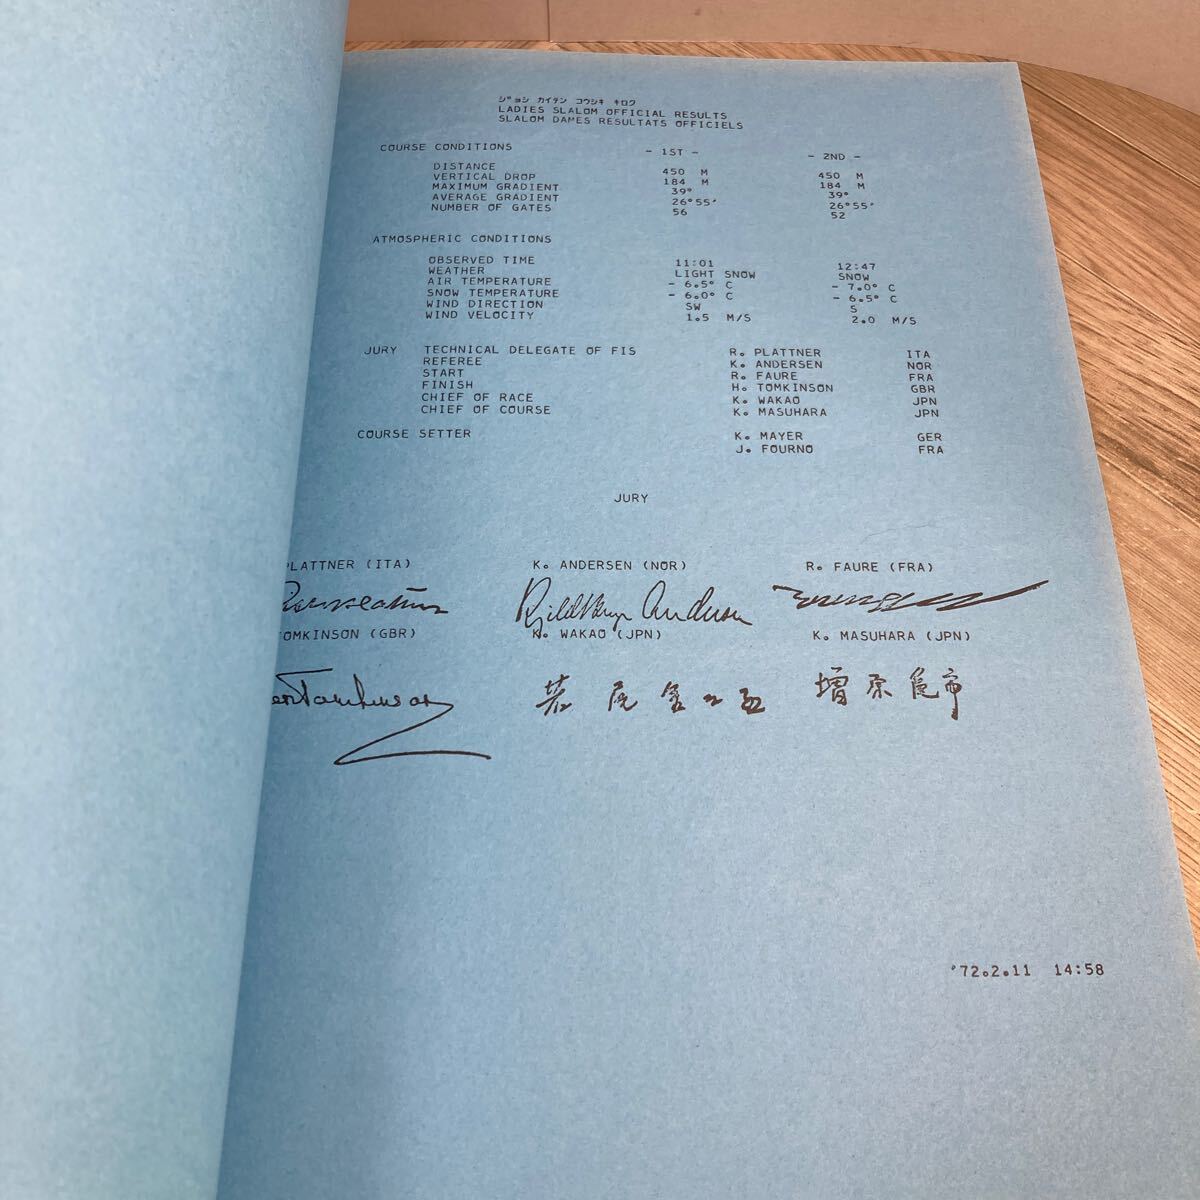 ジョシ カイテン コウシキ キロク
LADIES SLALOM OFFICIAL RESULTS
SLALOM DAMES RESULTATS OFFICIELS
COURSE CONDITIONS - 1ST - - 2ND -
DISTANCE 450 M 450 M
VERTICAL DROP 184 M 184 M
MAXIMUM GRADIENT 39° 39°
AVERAGE GRADIENT 26°55' 26°55'
NUMBER OF GATES 56 52
ATMOSPHERIC CONDITIONS
OBSERVED TIME 11:01 12:47
WEATHER LIGHT SNOW SNOW
AIR TEMPERATURE - 6.5° C - 7.0° C
SNOW TEMPERATURE - 6.0° C - 6.5° C
WIND DIRECTION SW S
WIND VELOCITY 1.5 M/S 2.0 M/S
JURY TECHNICAL DELEGATE OF FIS R. PLATTNER ITA
REFEREE K. ANDERSEN NOR
START R. FAURE FRA
FINISH H. TOMKINSON GBR
CHIEF OF RACE K. WAKAO JPN
CHIEF OF COURSE K. MASUHARA JPN
COURSE SETTER K. MAYER GER
J. FOURNO FRA
JURY
PLATTNER (ITA) K. ANDERSEN (NOR) R. FAURE (FRA)
TOMKINSON (GBR) K. WAKAO (JPN) K. MASUHARA (JPN)
増原亀市
'72.2.11 14:58